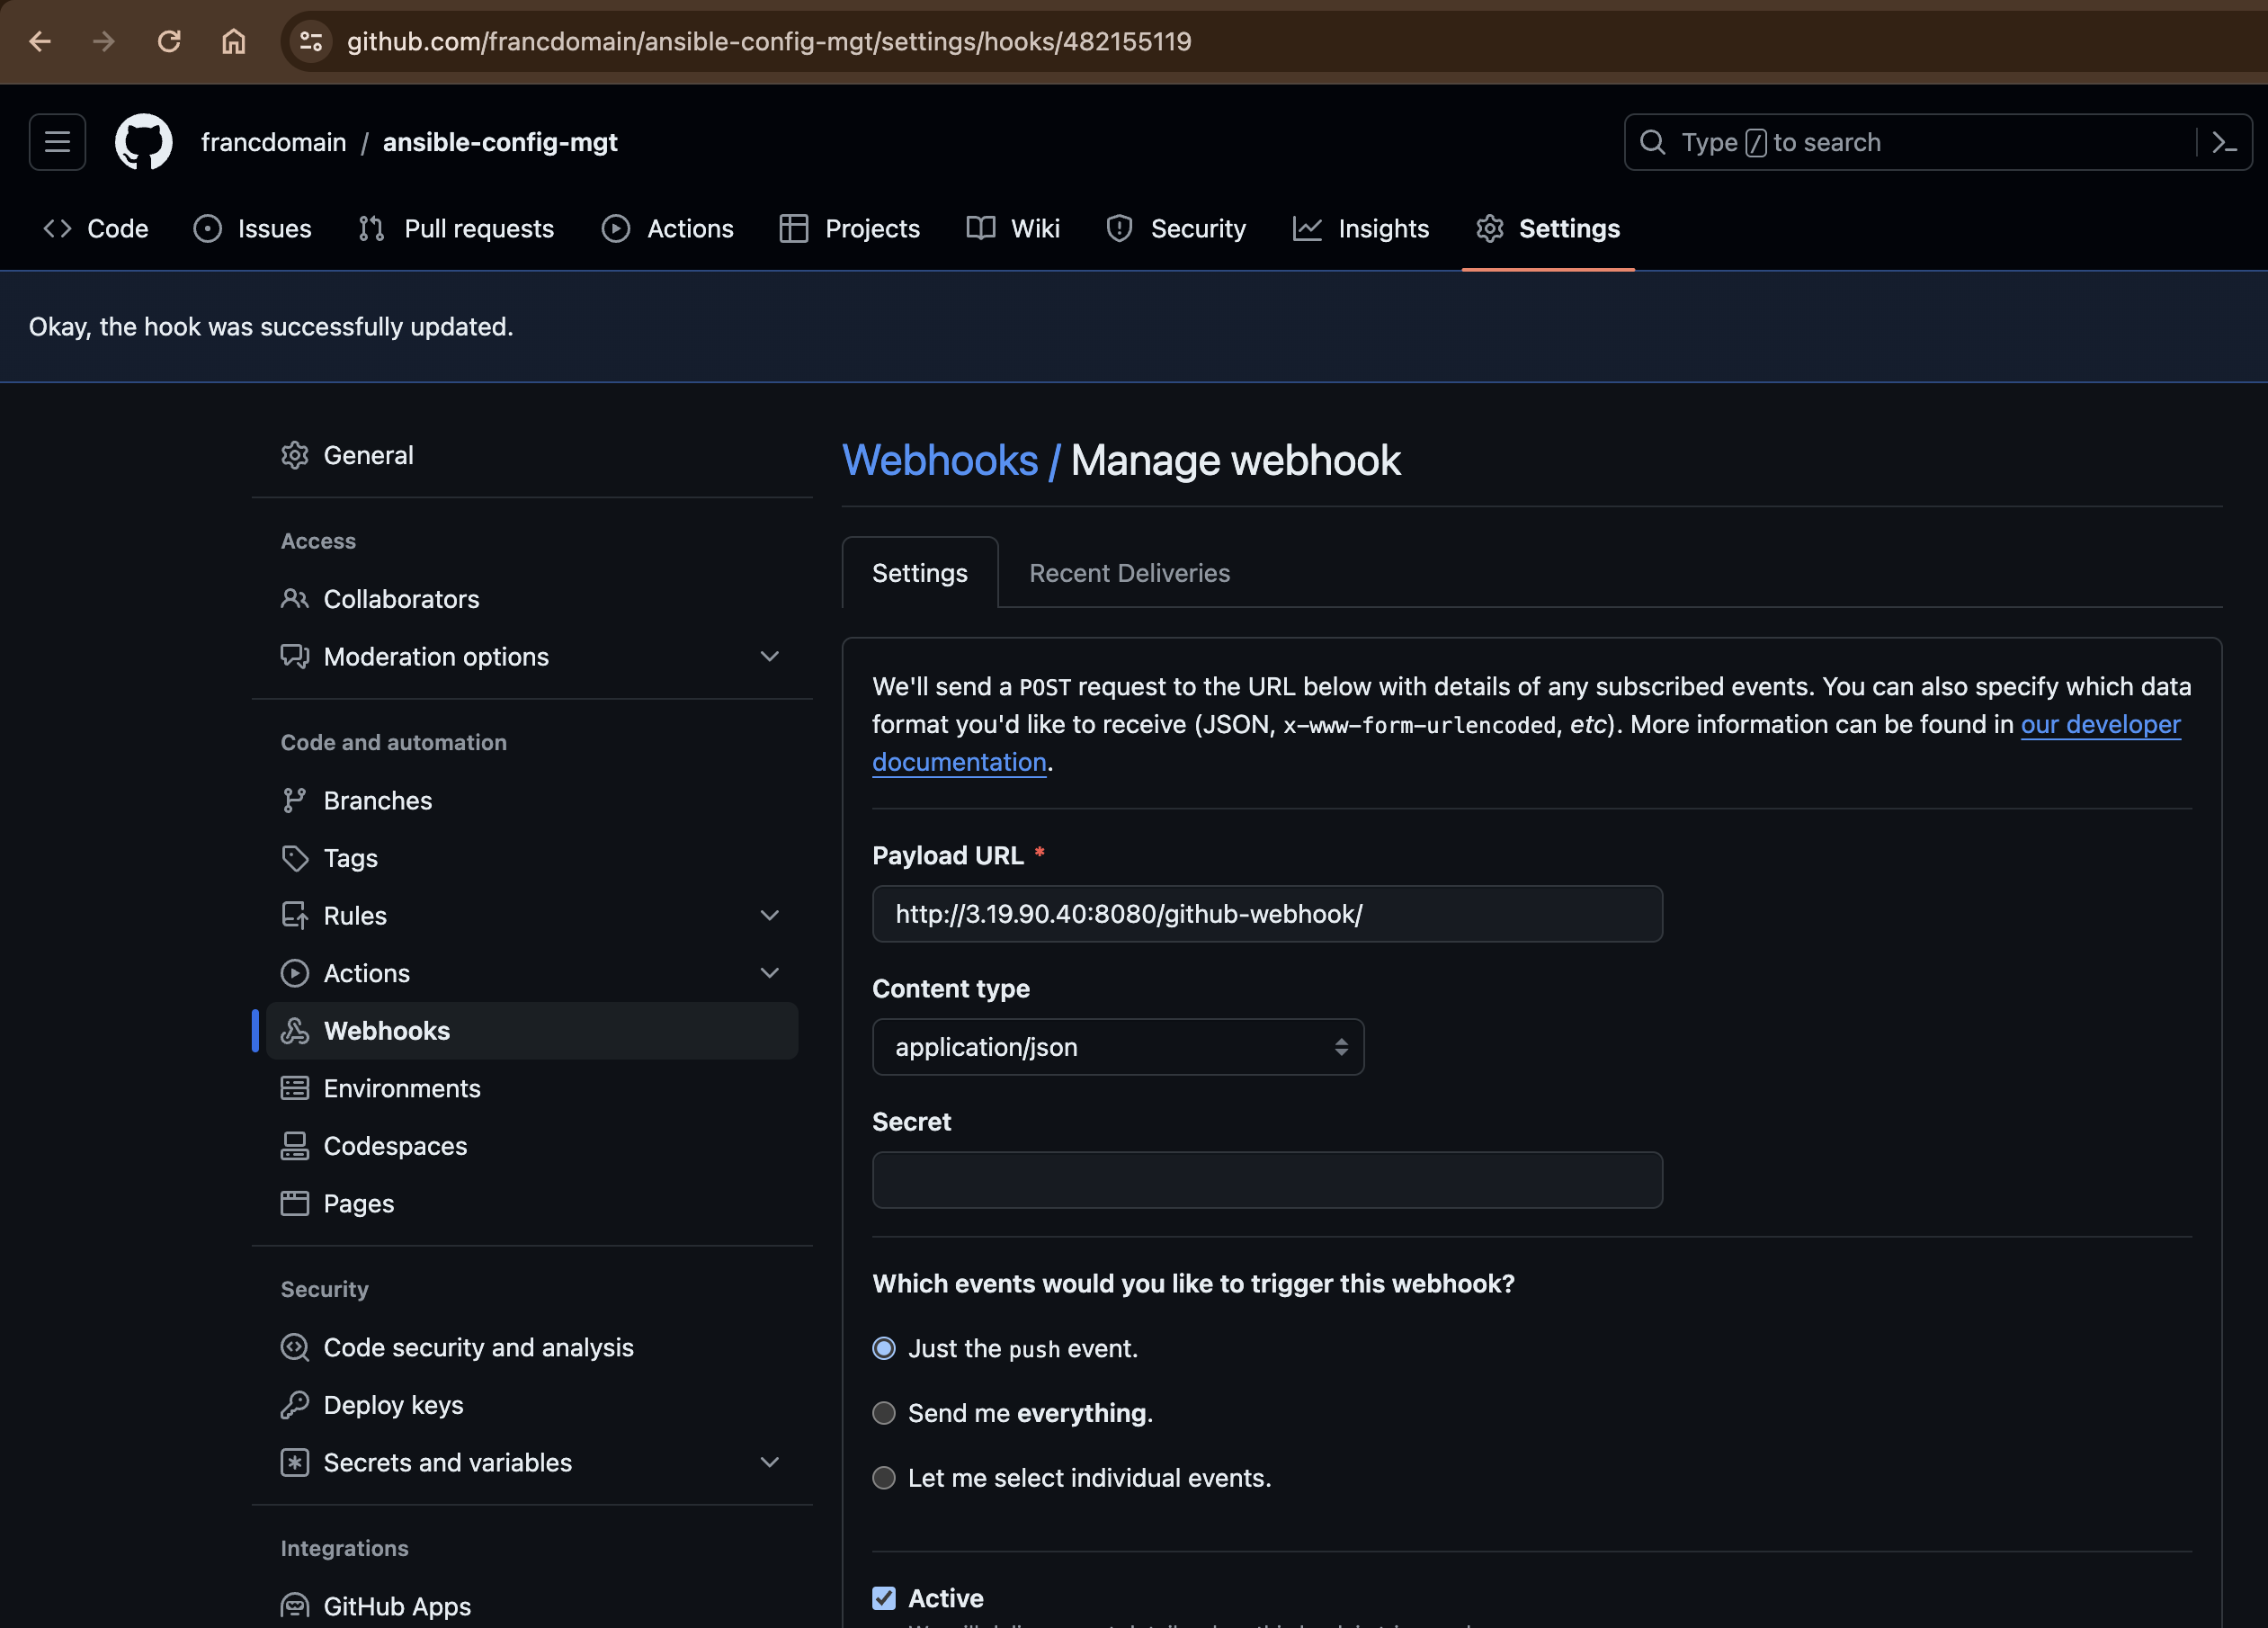 github.com/francdomain/ansible-config-mgt/settings/hooks/482155119
francdomain / ansible-config-mgt
Type / to search
Code
Issues
Pull requests
Actions
Projects
Wiki
Security
Insights
Settings
Okay, the hook was successfully updated.
General
Access
Collaborators
Moderation options
Code and automation
Branches
Tags
Rules
Actions
Webhooks
Environments
Codespaces
Pages
Security
Code security and analysis
Deploy keys
Secrets and variables
Integrations
GitHub Apps
Webhooks / Manage webhook
Settings
Recent Deliveries
We'll send a POST request to the URL below with details of any subscribed events. You can also specify which data
format you'd like to receive (JSON, x-www-form-urlencoded, etc). More information can be found in our developer
documentation.
Payload URL *
http://3.19.90.40:8080/github-webhook/
Content type
application/json
Secret
Which events would you like to trigger this webhook?
Just the push event.
Send me everything.
Let me select individual events.
Active